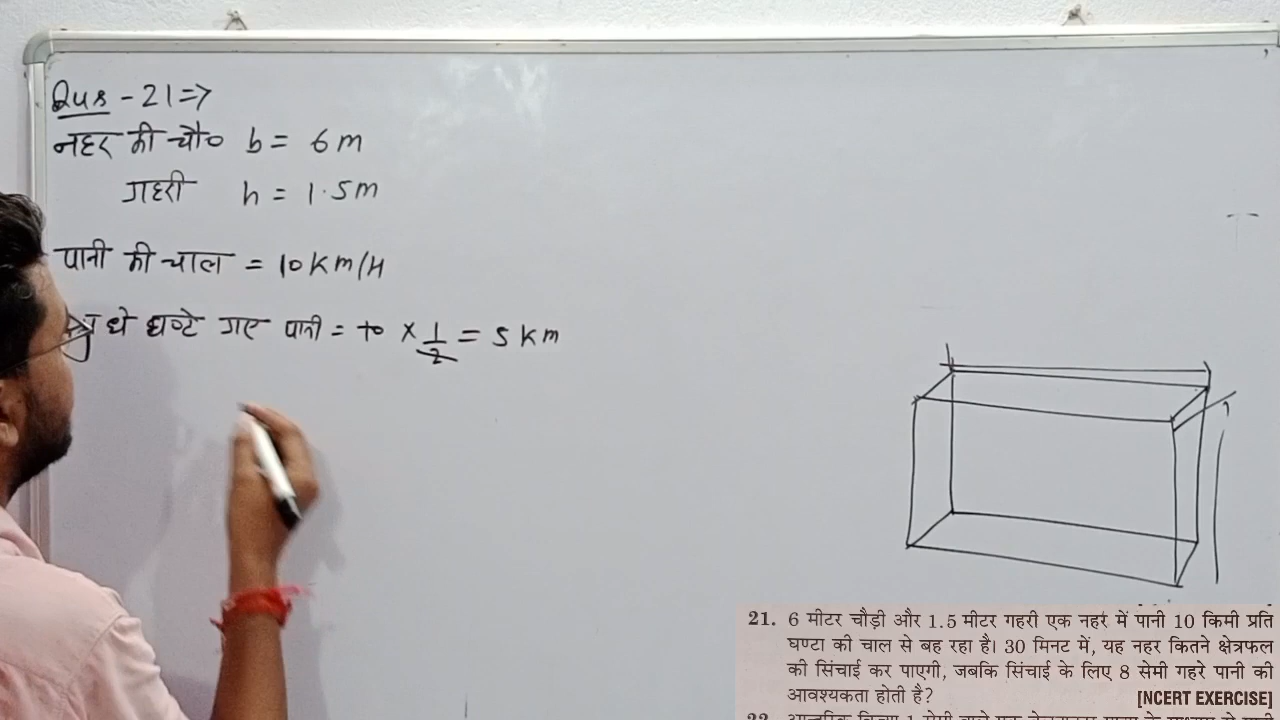 Qus - 21 =>
नहर की चौ० b = 6 m
गहरी h = 1.5 m
पानी की चाल = 10 Km/H
धे घण्टे गए पानी = 10 × 1/2 = 5 Km
21. 6 मीटर चौड़ी और 1.5 मीटर गहरी एक नहर में पानी 10 किमी प्रति
घण्टा की चाल से बह रहा है। 30 मिनट में, यह नहर कितने क्षेत्रफल
की सिंचाई कर पाएगी, जबकि सिंचाई के लिए 8 सेमी गहरे पानी की
आवश्यकता होती है? [NCERT EXERCISE]